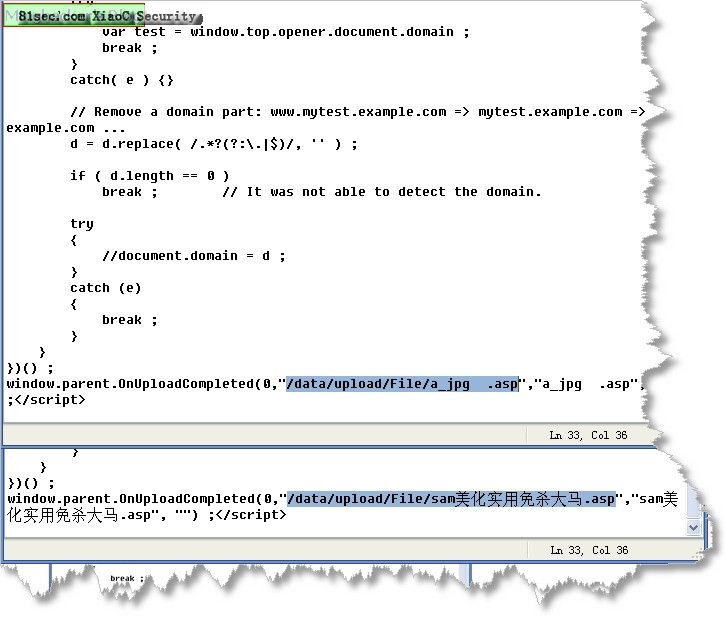 81sec.com XiaoC Security
var test = window.top.opener.document.domain ;
break ;
}
catch( e ) {}
// Remove a domain part: www.mytest.example.com => mytest.example.com =>
example.com ...
d = d.replace( /.*?(?:\.|$)/, '' ) ;
if ( d.length == 0 )
break ;        // It was not able to detect the domain.
try
{
//document.domain = d ;
}
catch (e)
{
break ;
}
}
})() ;
window.parent.OnUploadCompleted(0,"/data/upload/File/a_jpg  .asp","a_jpg  .asp",
;</script>
Ln 33, Col 36
}
}
})() ;
window.parent.OnUploadCompleted(0,"/data/upload/File/sam美化实用免杀大马.asp","sam美
化实用免杀大马.asp", "") ;</script>
Ln 33, Col 36
break ;